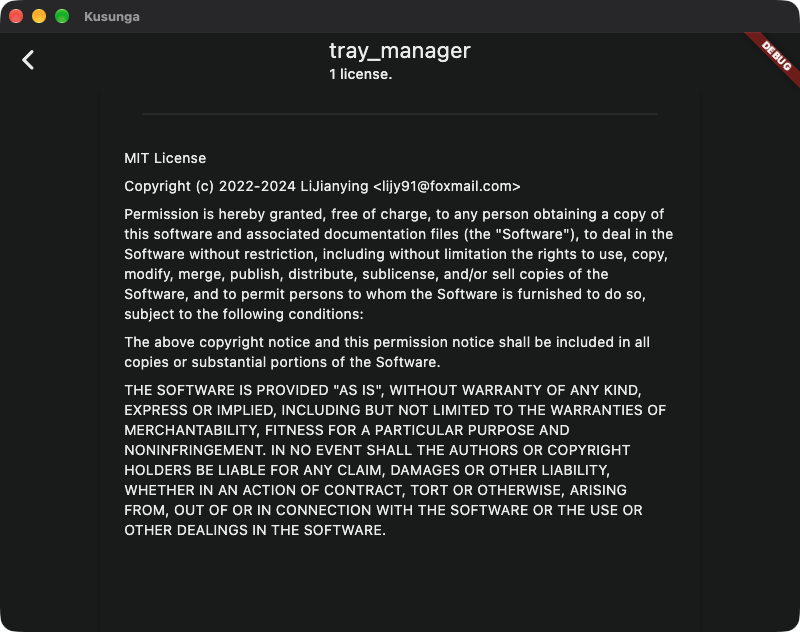 Kusunga
tray_manager
1 license.
DEBUG
MIT License
Copyright (c) 2022-2024 LiJianying <lijy91@foxmail.com>
Permission is hereby granted, free of charge, to any person obtaining a copy of
this software and associated documentation files (the "Software"), to deal in the
Software without restriction, including without limitation the rights to use, copy,
modify, merge, publish, distribute, sublicense, and/or sell copies of the
Software, and to permit persons to whom the Software is furnished to do so,
subject to the following conditions:
The above copyright notice and this permission notice shall be included in all
copies or substantial portions of the Software.
THE SOFTWARE IS PROVIDED "AS IS", WITHOUT WARRANTY OF ANY KIND,
EXPRESS OR IMPLIED, INCLUDING BUT NOT LIMITED TO THE WARRANTIES OF
MERCHANTABILITY, FITNESS FOR A PARTICULAR PURPOSE AND
NONINFRINGEMENT. IN NO EVENT SHALL THE AUTHORS OR COPYRIGHT
HOLDERS BE LIABLE FOR ANY CLAIM, DAMAGES OR OTHER LIABILITY,
WHETHER IN AN ACTION OF CONTRACT, TORT OR OTHERWISE, ARISING
FROM, OUT OF OR IN CONNECTION WITH THE SOFTWARE OR THE USE OR
OTHER DEALINGS IN THE SOFTWARE.